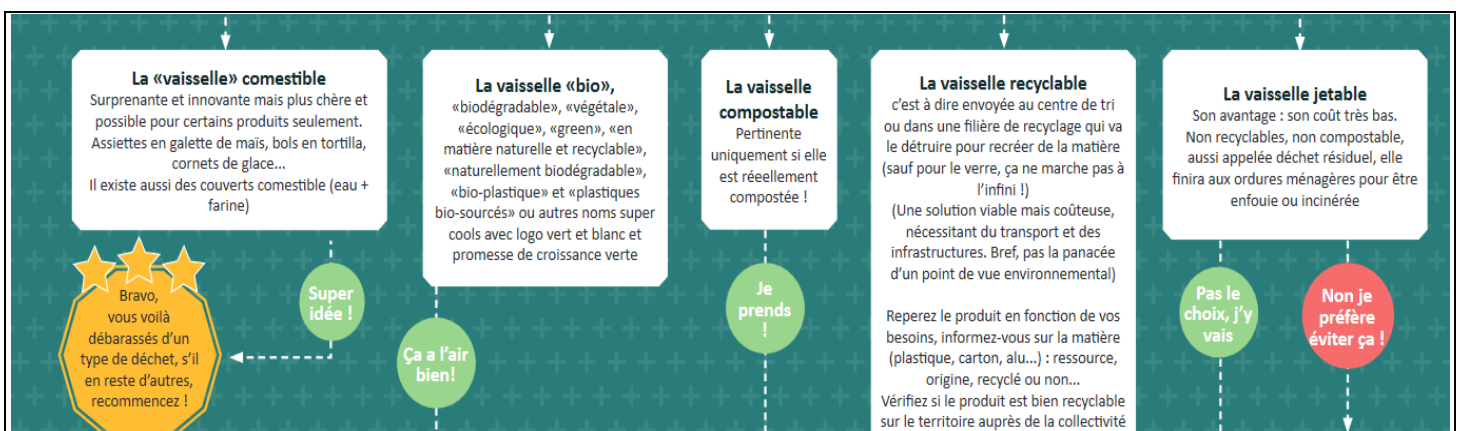 La «vaisselle» comestible
Surprenante et innovante mais plus chère et
possible pour certains produits seulement.
Assiettes en galette de maïs, bols en tortilla,
cornets de glace...
Il existe aussi des couverts comestible (eau +
farine)
Super
idée !
Bravo,
vous voilà
débarassés d'un
type de déchet, s'il
en reste d'autres,
recommencez !
La vaisselle «bio»,
«biodégradable», «végétale»,
«écologique», «green», «en
matière naturelle et recyclable»,
«naturellement biodégradable»,
«bio-plastique» et «plastiques
bio-sourcés» ou autres noms super
cools avec logo vert et blanc et
promesse de croissance verte
Ça a l'air
bien!
La vaisselle
compostable
Pertinente
uniquement si elle
est réeellement
compostée !
Je
prends
!
La vaisselle recyclable
c'est à dire envoyée au centre de tri
ou dans une filière de recyclage qui va
le détruire pour recréer de la matière
(sauf pour le verre, ça ne marche pas à
l'infini !)
(Une solution viable mais coûteuse,
nécessitant du transport et des
infrastructures. Bref, pas la panacée
d'un point de vue environnemental)
Reperez le produit en fonction de vos
besoins, informez-vous sur la matière
(plastique, carton, alu...) : ressource,
origine, recyclé ou non...
Vérifiez si le produit est bien recyclable
sur le territoire auprès de la collectivité
La vaisselle jetable
Son avantage : son coût très bas.
Non recyclables, non compostable,
aussi appelée déchet résiduel, elle
finira aux ordures ménagères pour être
enfouie ou incinérée
Pas le
choix, j'y
vais
Non je
préfère
éviter ça !